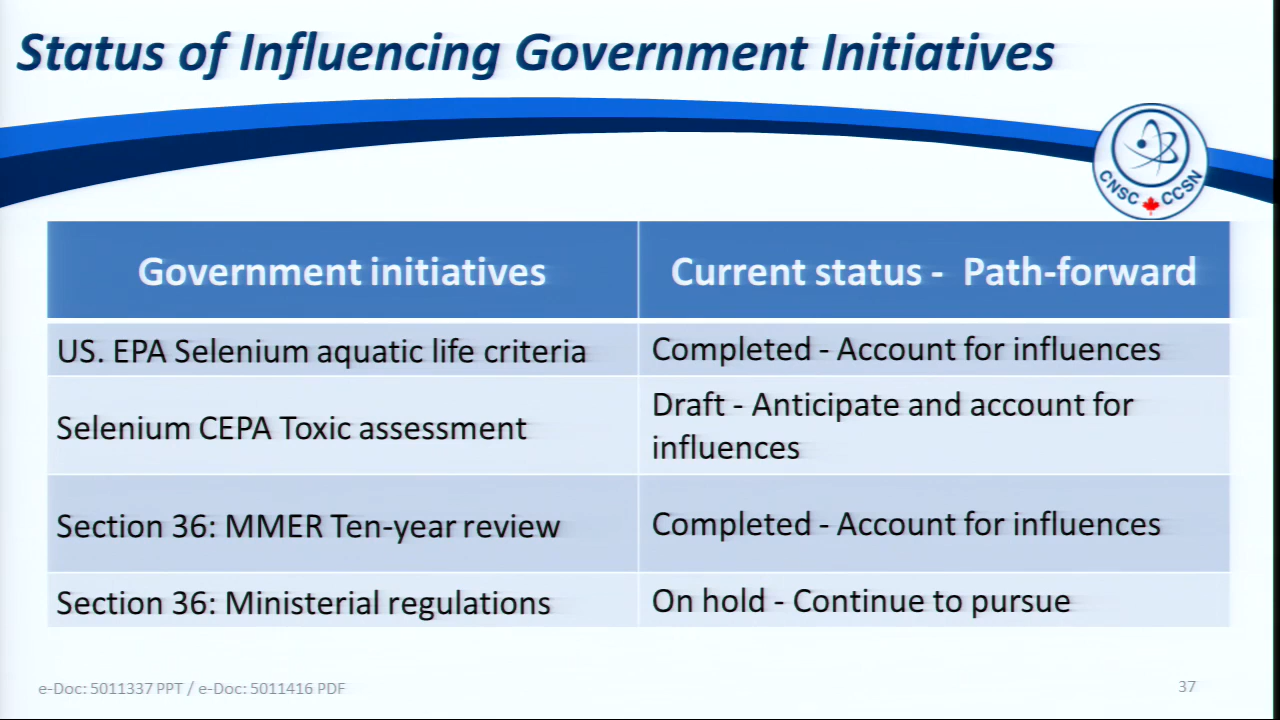 Status of Influencing Government Initiatives
CNSC CCSN
Government initiatives
Current status - Path-forward
US. EPA Selenium aquatic life criteria
Completed - Account for influences
Selenium CEPA Toxic assessment
Draft - Anticipate and account for
influences
Section 36: MMER Ten-year review
Completed - Account for influences
Section 36: Ministerial regulations
On hold - Continue to pursue
e-Doc: 5011337 PPT / e-Doc: 5011416 PDF
37